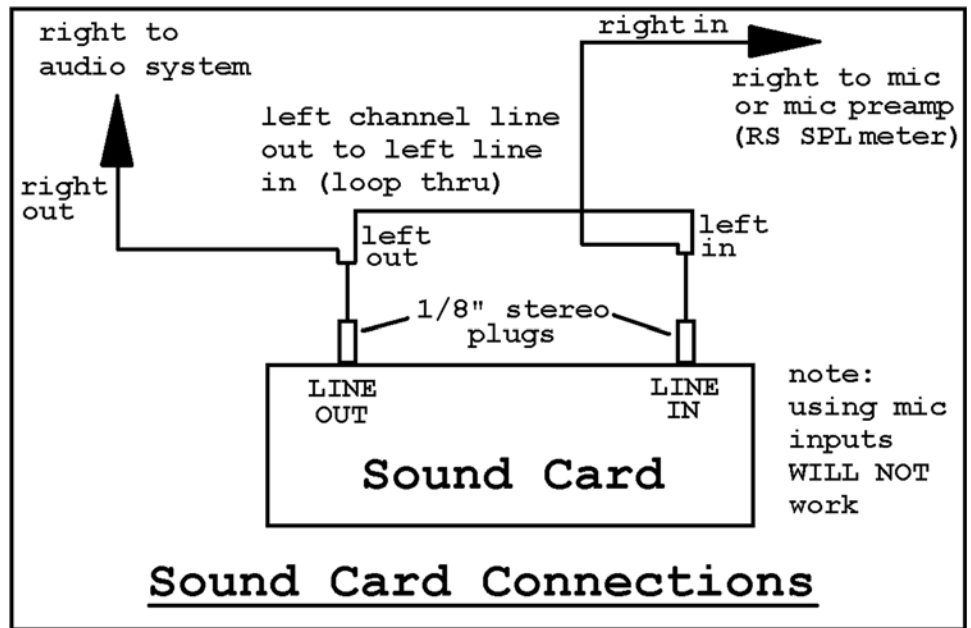 right to
audio system
right in
right to mic
or mic preamp
(RS SPL meter)
left channel line
out to left line
in (loop thru)
right
out
left
out
left
in
1/8" stereo
plugs
LINE
OUT
LINE
IN
note:
using mic
inputs
WILL NOT
work
Sound Card
Sound Card Connections